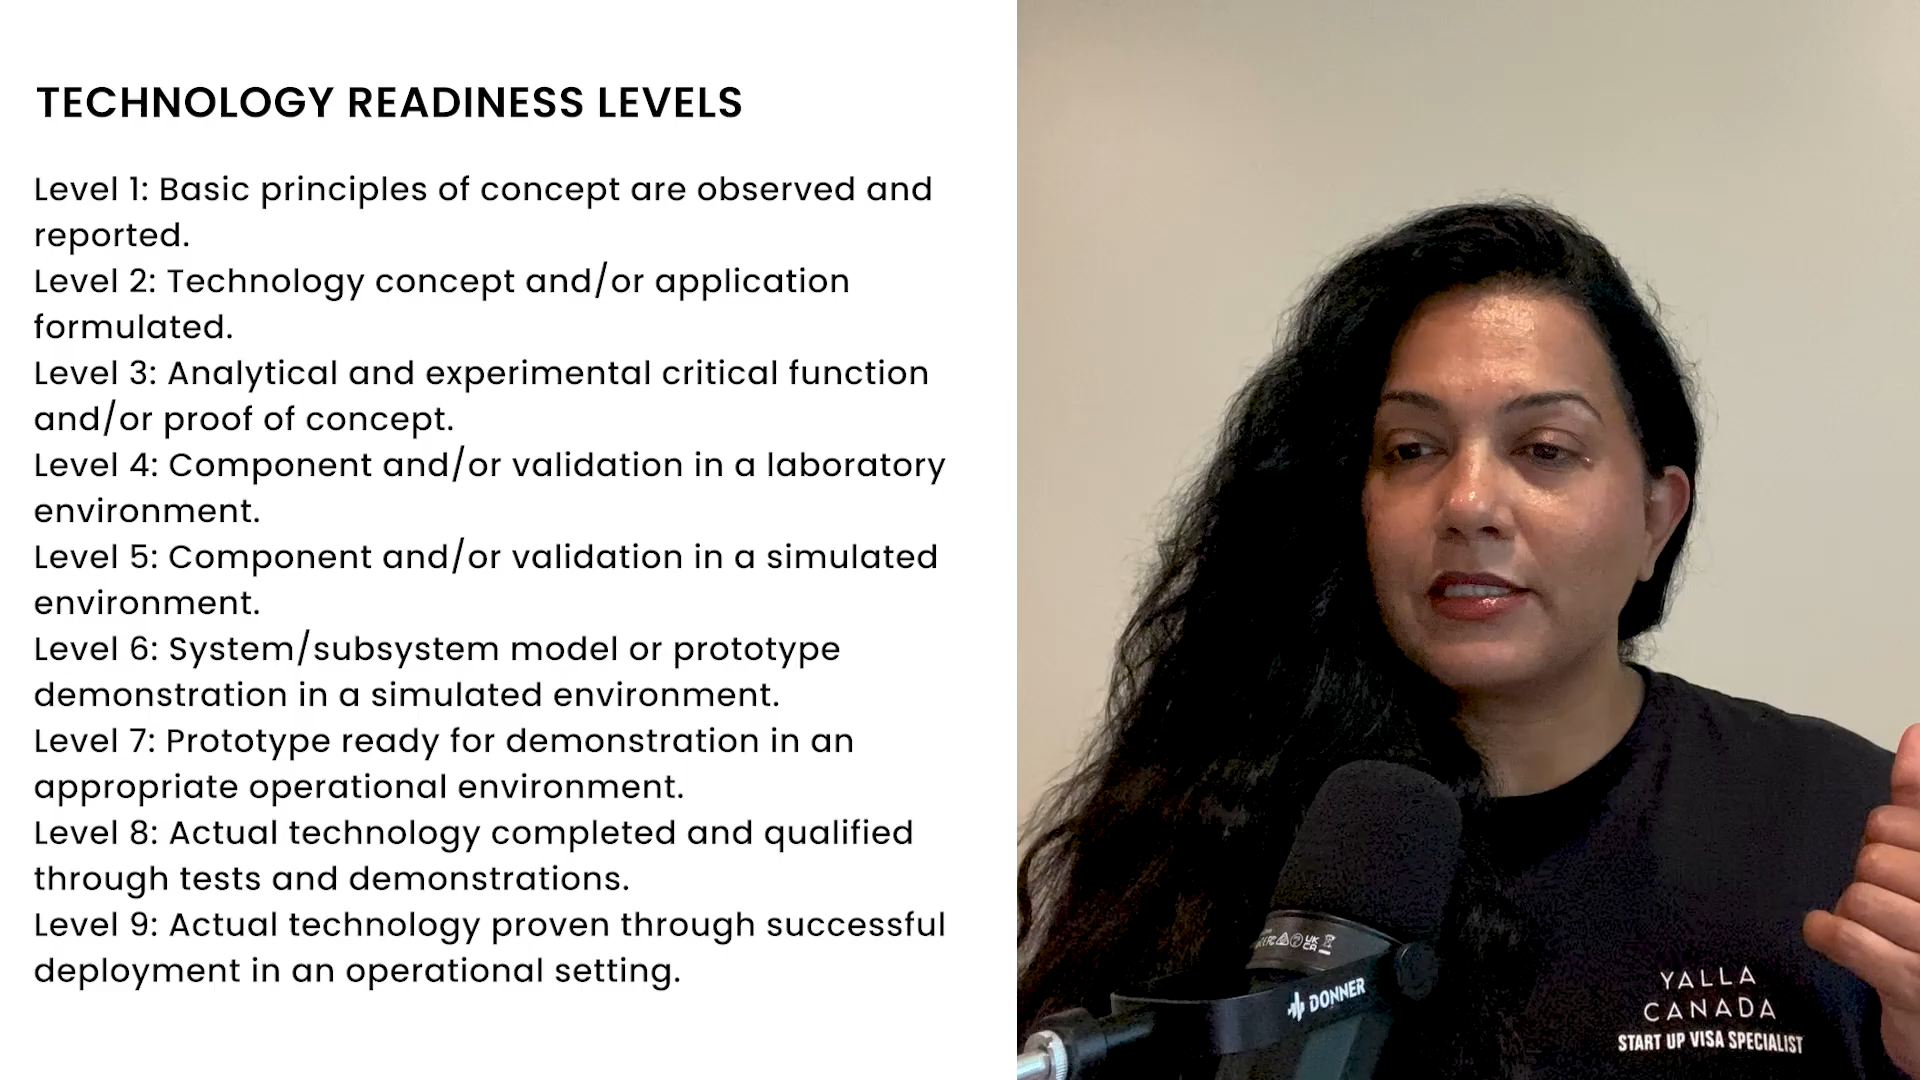 TECHNOLOGY READINESS LEVELS
Level 1: Basic principles of concept are observed and
reported.
Level 2: Technology concept and/or application
formulated.
Level 3: Analytical and experimental critical function
and/or proof of concept.
Level 4: Component and/or validation in a laboratory
environment.
Level 5: Component and/or validation in a simulated
environment.
Level 6: System/subsystem model or prototype
demonstration in a simulated environment.
Level 7: Prototype ready for demonstration in an
appropriate operational environment.
Level 8: Actual technology completed and qualified
through tests and demonstrations.
Level 9: Actual technology proven through successful
deployment in an operational setting.
DONNER
YALLA
CANADA
START UP VISA SPECIALIST